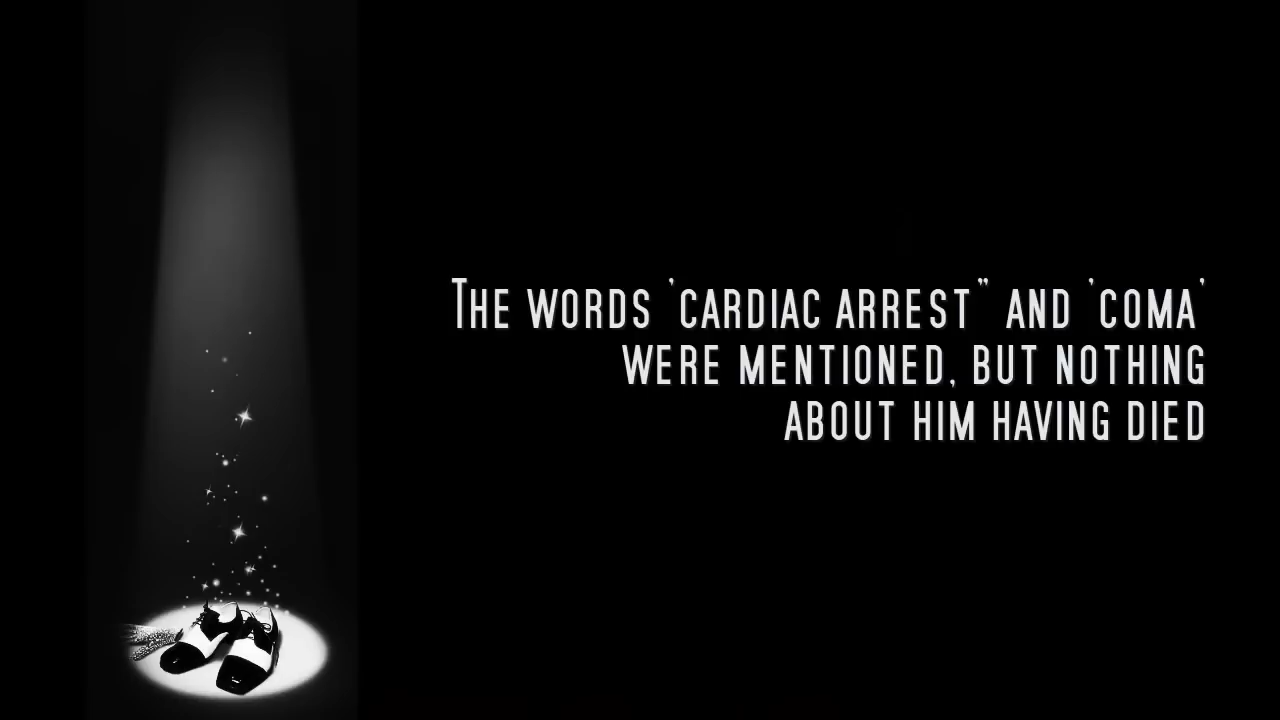 The words 'cardiac arrest" and 'coma'
were mentioned, but nothing
about him having died